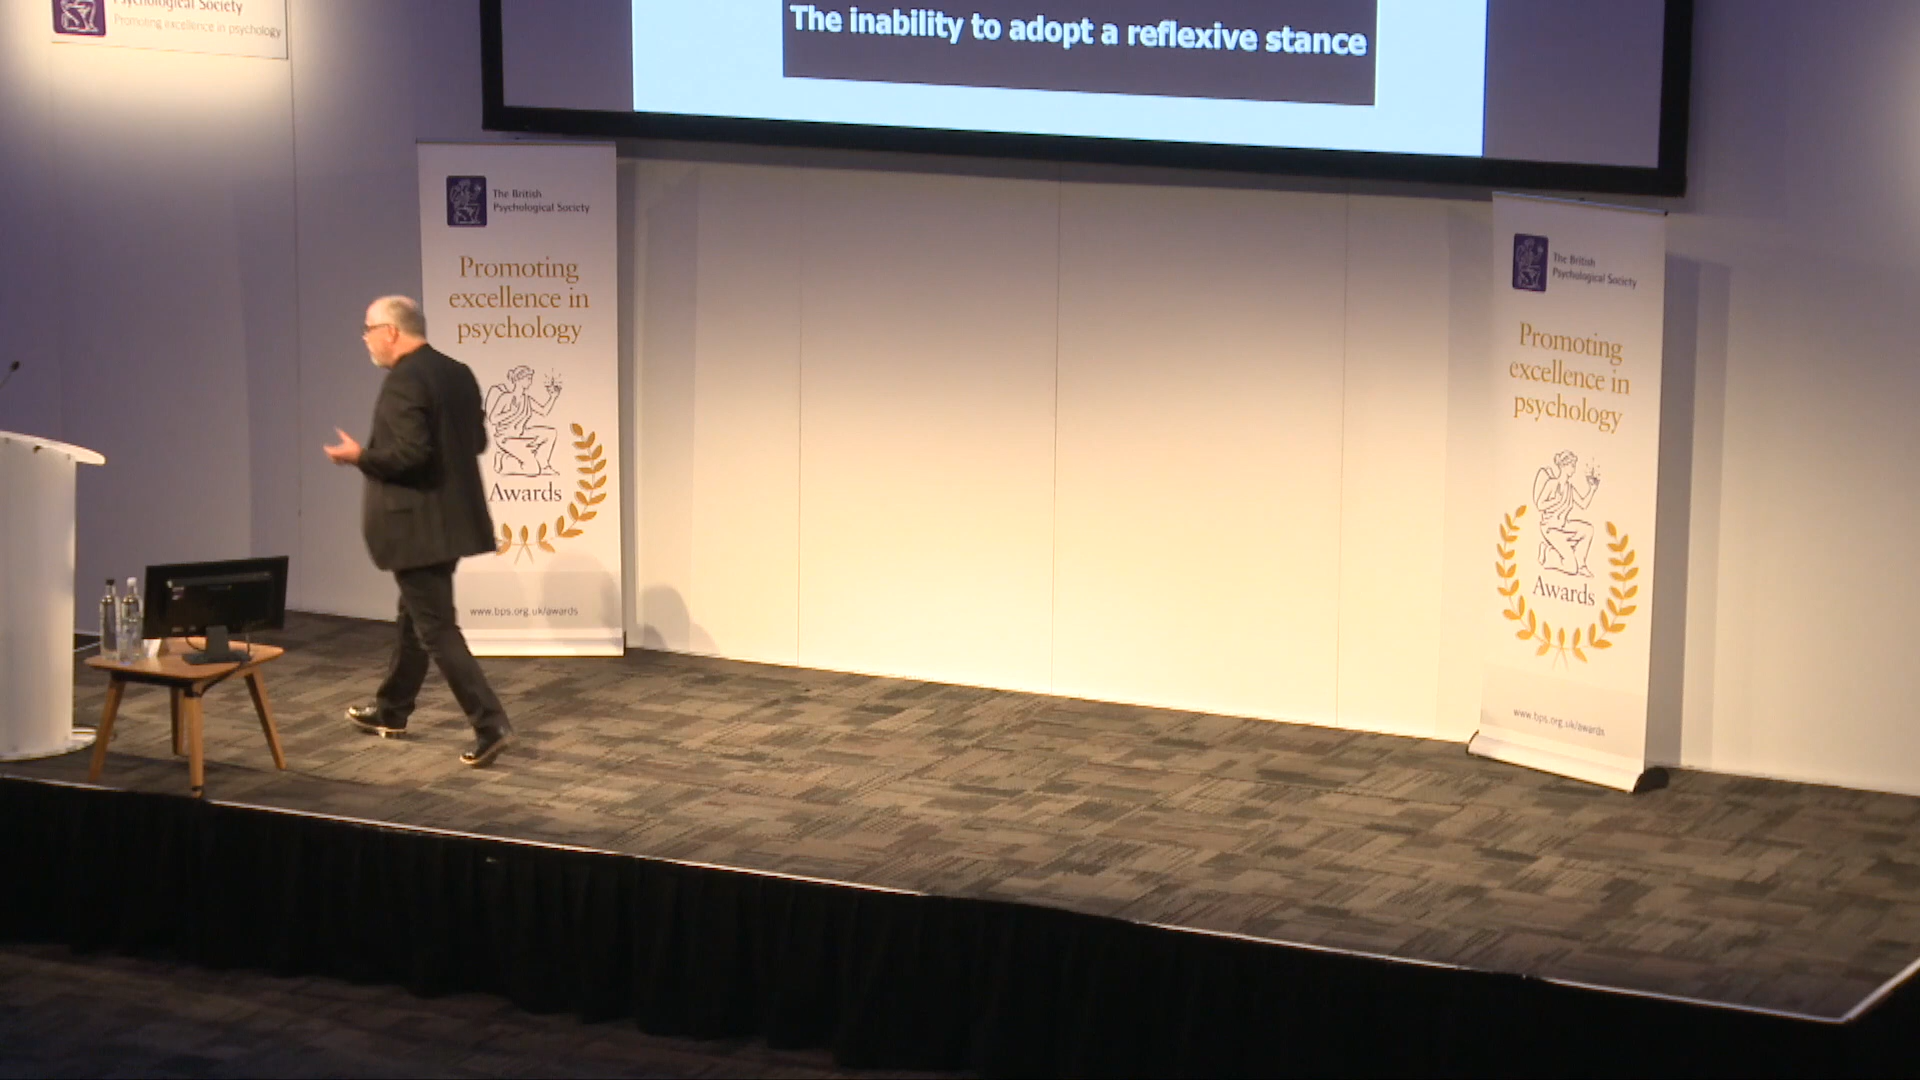 Psychological Society
Promoting excellence in psychology
The inability to adopt a reflexive stance
The British
Psychological Society
Promoting
excellence in
psychology
Awards
www.bps.org.uk/awards
The British
Psychological Society
Promoting
excellence in
psychology
Awards
www.bps.org.uk/awards